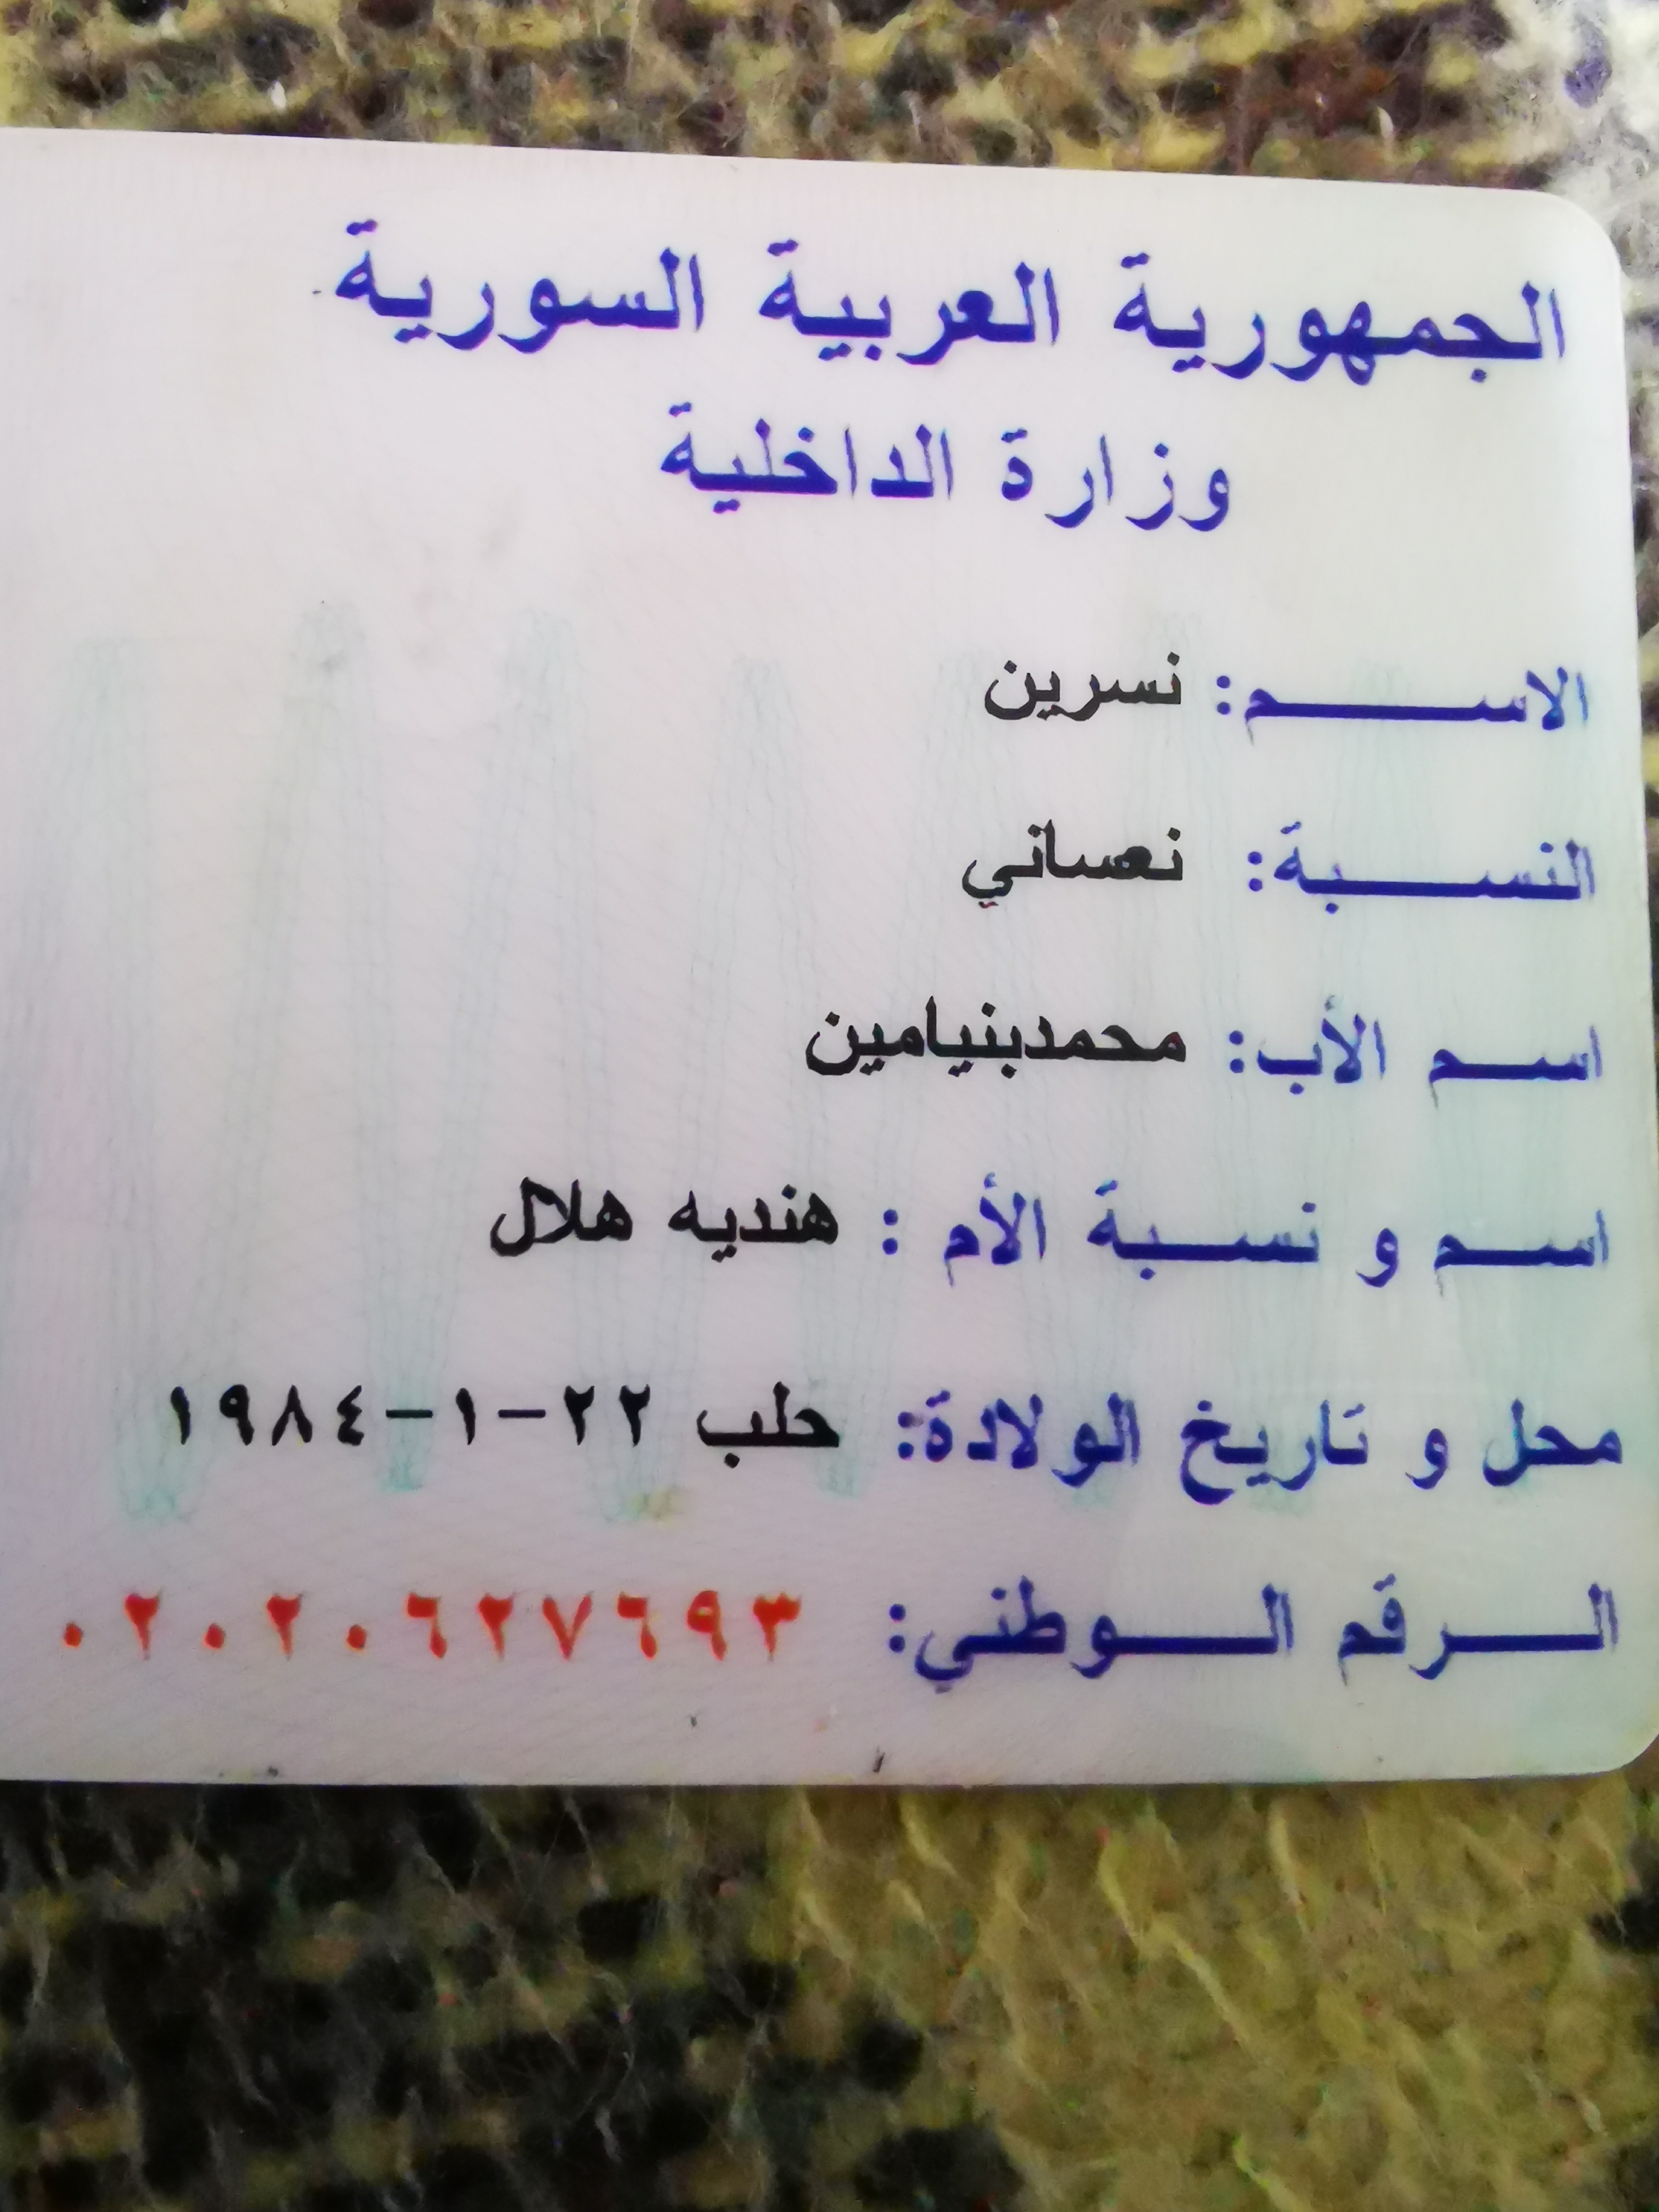 الجمهورية العربية السورية
وزارة الداخلية
الاسم: نسرين
النسبة: نعساني
اسم الأب: محمدبنيامين
اسم و نسبة الأم : هنديه هلال
محل و تاريخ الولادة: حلب ٢٢-١-١٩٨٤
الرقم الوطني: ٠٢٠٢٠٦٢٧٦٩٣